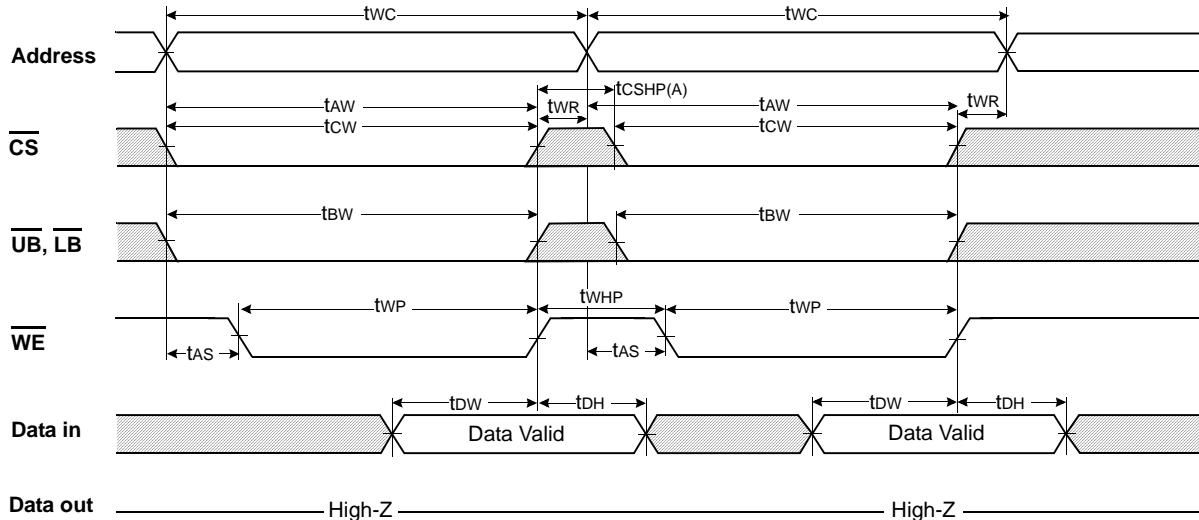 tWC tWC
Address
tCSHP(A)
tAW tWR tAW tWR
tCW tCW
CS
tBW tBW
UB, LB
tWP tWHP tWP
WE
tAS tAS
tDW tDH tDW tDH
Data in Data Valid Data Valid
Data out High-Z High-Z